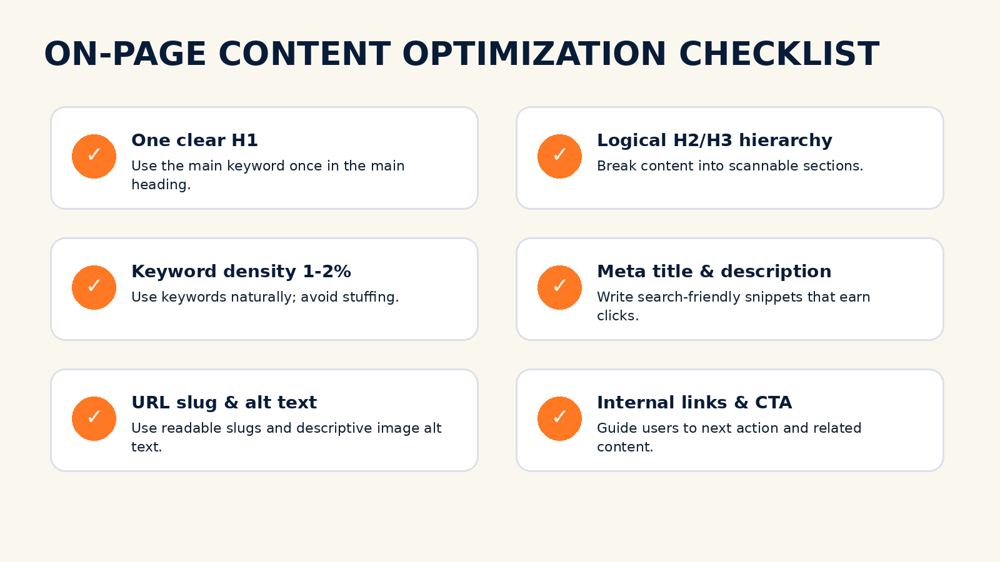 ON-PAGE CONTENT OPTIMIZATION CHECKLIST
✓
One clear H1
Use the main keyword once in the main
heading.
✓
Logical H2/H3 hierarchy
Break content into scannable sections.
✓
Keyword density 1-2%
Use keywords naturally; avoid stuffing.
✓
Meta title & description
Write search-friendly snippets that earn
clicks.
✓
URL slug & alt text
Use readable slugs and descriptive image alt
text.
✓
Internal links & CTA
Guide users to next action and related
content.